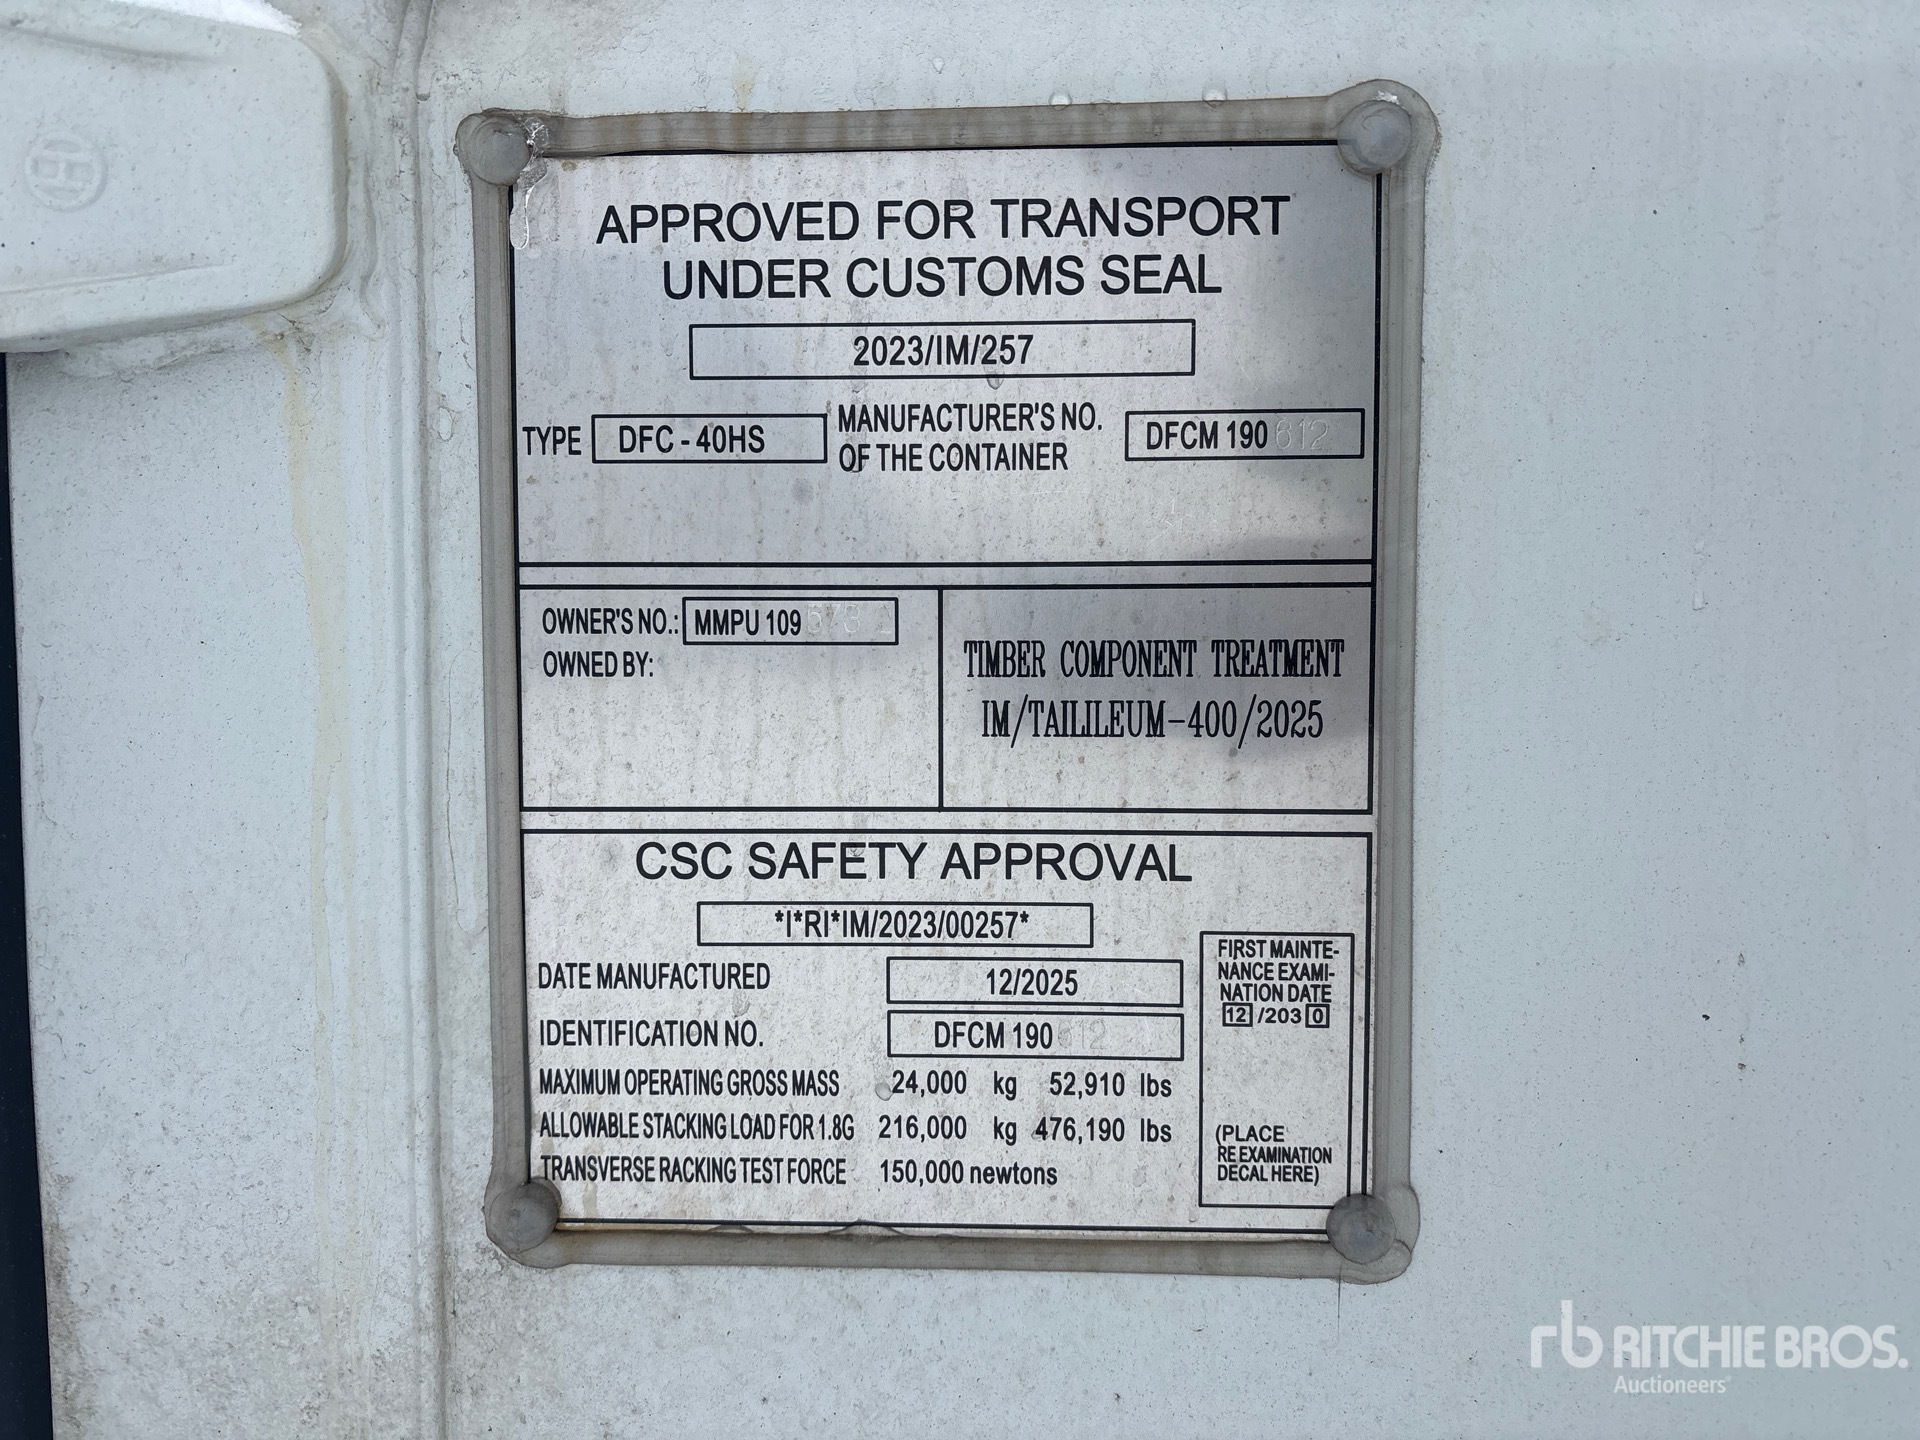 APPROVED FOR TRANSPORT
UNDER CUSTOMS SEAL
2023/IM/257
TYPE DFC - 40HS MANUFACTURER'S NO. OF THE CONTAINER DFCM 190 612
OWNER'S NO.: MMPU 109
OWNED BY:
TIMBER COMPONENT TREATMENT
IM/TAILILEUM-400/2025
CSC SAFETY APPROVAL
*I*RI*IM/2023/00257*
DATE MANUFACTURED 12/2025
IDENTIFICATION NO. DFCM 190 612
MAXIMUM OPERATING GROSS MASS 24,000 kg 52,910 lbs
ALLOWABLE STACKING LOAD FOR 1.8G 216,000 kg 476,190 lbs
TRANSVERSE RACKING TEST FORCE 150,000 newtons
FIRST MAINTE-
NANCE EXAMI-
NATION DATE
12 /203 0
(PLACE
RE EXAMINATION
DECAL HERE)
rb RITCHIE BROS.
Auctioneers